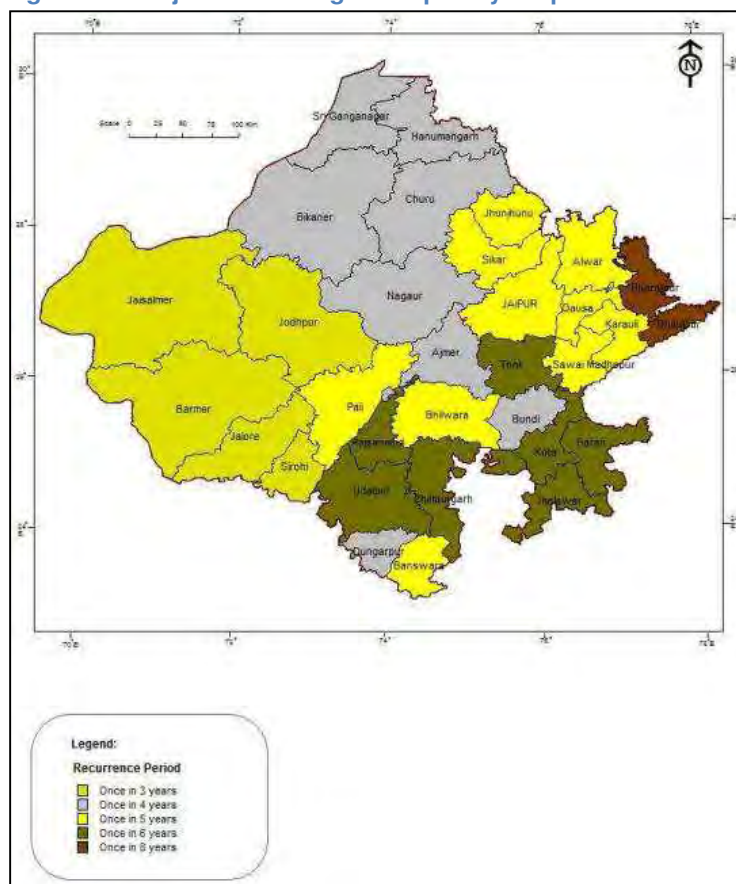 N
Scale 0 25 50 75 100 Km
Sri Ganganagar
Hanumangarh
Churu
Bikaner
Jhunjhunu
Sikar
Alwar
Bharatpur
Nagaur
JAIPUR
Dausa
Karauli
Dholpur
Jaisalmer
Jodhpur
Ajmer
Tonk
Sawai Madhopur
Barmer
Pali
Bhilwara
Bundi
Jalore
Rajsamand
Kota
Baran
Sirohi
Udaipur
Chitturgarh
Jhalawar
Dungarpur
Banswara
Legend:
Recurrence Period
Once in 3 years
Once in 4 years
Once in 5 years
Once in 6 years
Once in 8 years